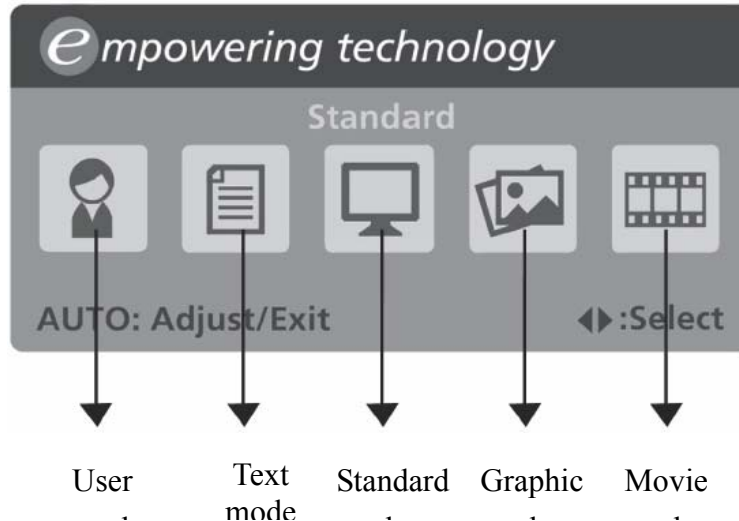 empowering technology
Standard
AUTO: Adjust/Exit :Select
User Text Standard Graphic Movie
mode